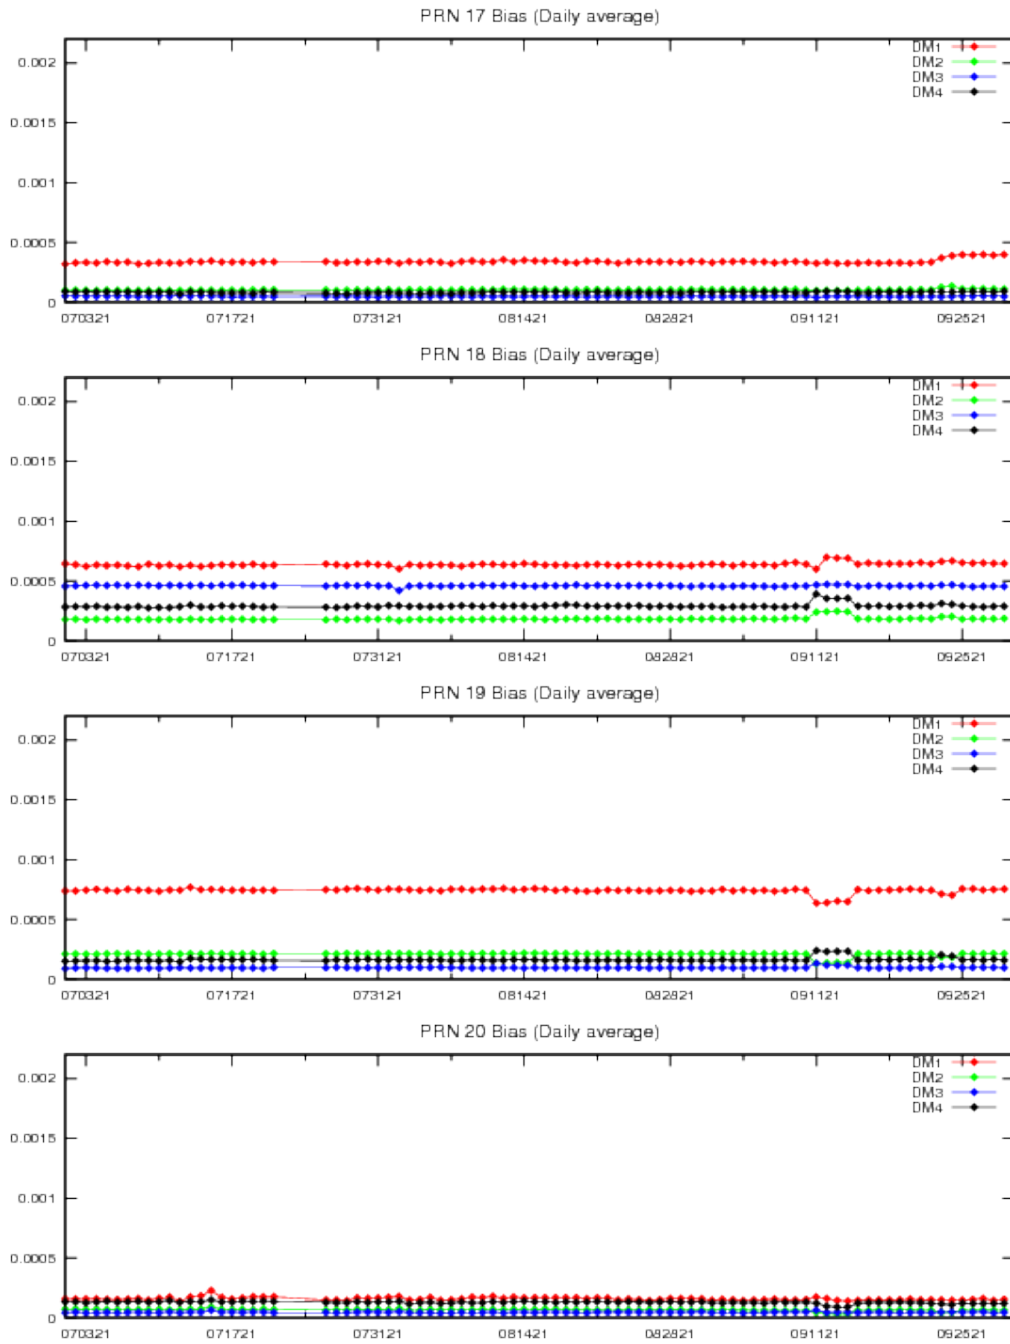 PRN 17 Bias (Daily average)
DM1
0.002
DM2
DM3
DM4
0.0015
0.001
0.0005
0
070321 071721 073121 081421 082821 091121 092521
PRN 18 Bias (Daily average)
DM1
0.002
DM2
DM3
DM4
0.0015
0.001
0.0005
0
070321 071721 073121 081421 082821 091121 092521
PRN 19 Bias (Daily average)
DM1
0.002
DM2
DM3
DM4
0.0015
0.001
0.0005
0
070321 071721 073121 081421 082821 091121 092521
PRN 20 Bias (Daily average)
DM1
0.002
DM2
DM3
DM4
0.0015
0.001
0.0005
0
070321 071721 073121 081421 082821 091121 092521